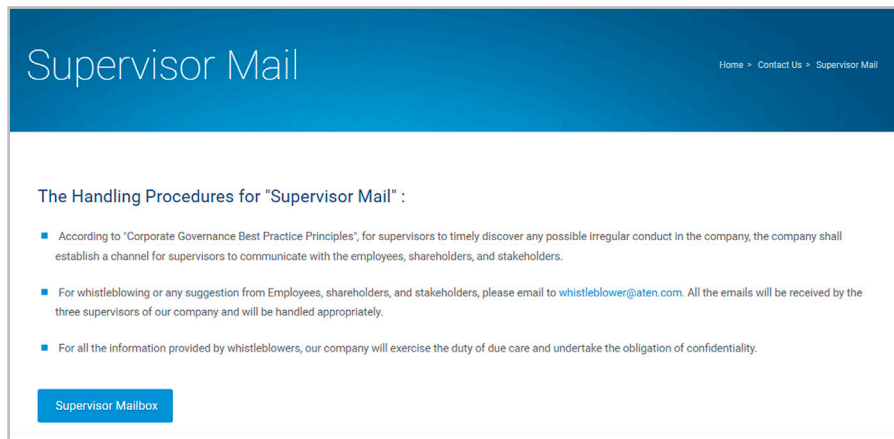 Supervisor Mail
Home > Contact Us > Supervisor Mail
The Handling Procedures for "Supervisor Mail" :
According to "Corporate Governance Best Practice Principles", for supervisors to timely discover any possible irregular conduct in the company, the company shall
establish a channel for supervisors to communicate with the employees, shareholders, and stakeholders.
For whistleblowing or any suggestion from Employees, shareholders, and stakeholders, please email to whistleblower@aten.com. All the emails will be received by the
three supervisors of our company and will be handled appropriately.
For all the information provided by whistleblowers, our company will exercise the duty of due care and undertake the obligation of confidentiality.
Supervisor Mailbox